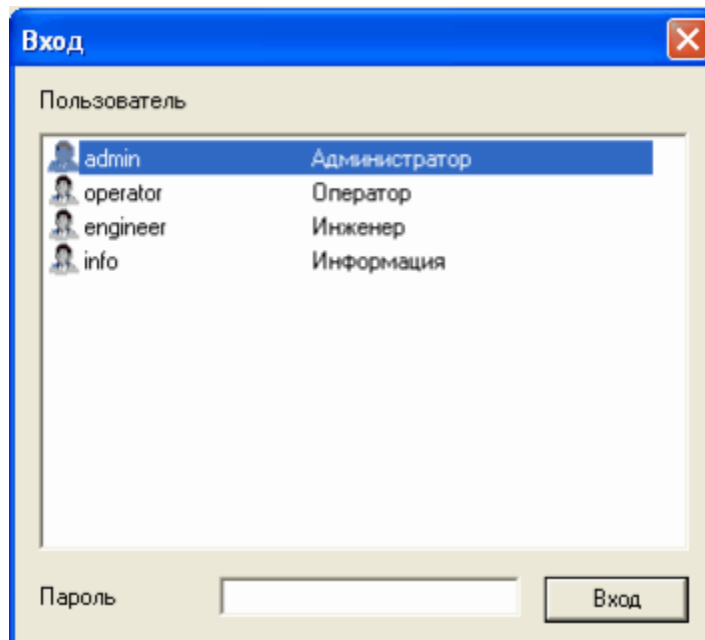 Вход
Пользователь
admin Администратор
operator Оператор
engineer Инженер
info Информация
Пароль Вход